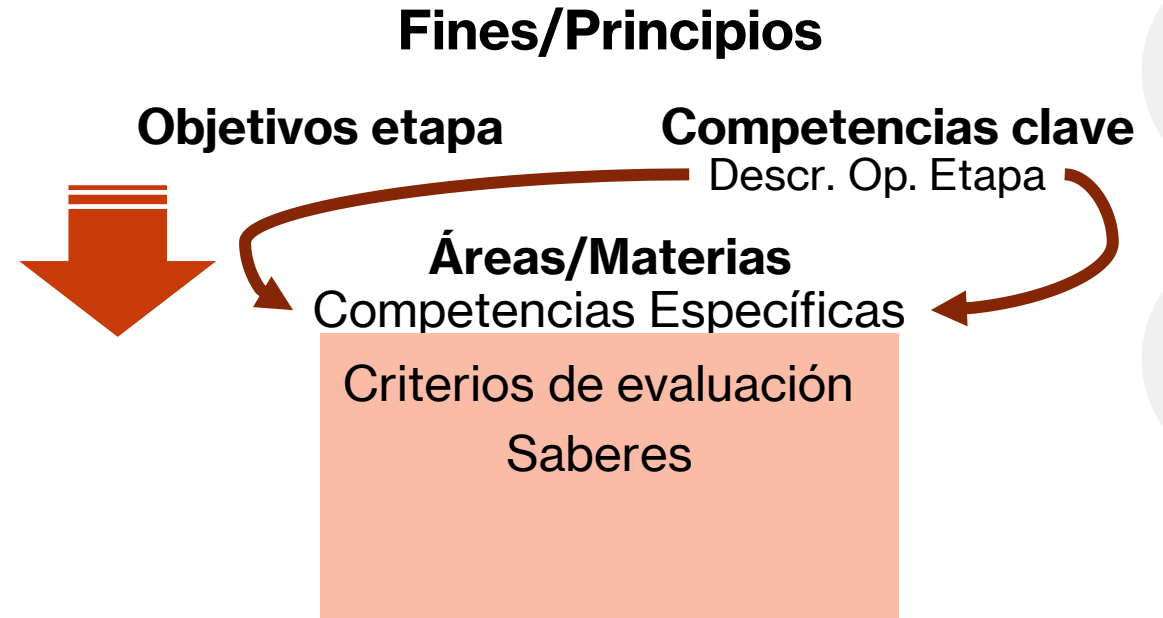 Fines/Principios
Objetivos etapa
Competencias clave
Descr. Op. Etapa
Áreas/Materias
Competencias Específicas
Criterios de evaluación
Saberes